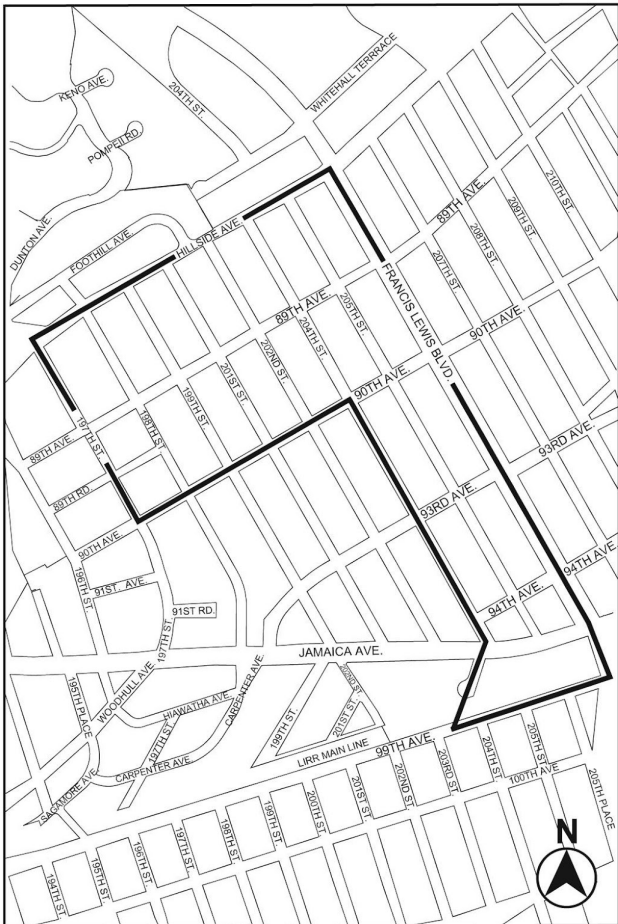 KENO AVE.
204TH ST.
WHITEHALL TERRRACE
POMPEII RD.
DUNTON AVE.
FOOTHILL AVE.
HILLSIDE AVE.
89TH AVE.
210TH ST.
209TH ST.
208TH ST.
207TH ST.
FRANCIS LEWIS BLVD.
89TH AVE.
205TH ST.
204TH ST.
202ND ST.
201ST ST.
199TH ST.
198TH ST.
197TH ST.
90TH AVE.
90TH AVE.
89TH AVE.
89TH RD.
90TH AVE.
93RD AVE.
93RD AVE.
196TH ST.
91ST. AVE.
91ST RD.
197TH ST.
94TH AVE.
94TH AVE.
JAMAICA AVE.
WOODHULL AVE
195TH PLACE
HIAWATHA AVE.
CARPENTER AVE.
197TH ST.
CARPENTER AVE.
SAGAMORE AVE.
199TH ST.
201ST ST.
202ND ST
LIRR MAIN LINE
99TH AVE.
203RD ST.
204TH ST.
205TH ST.
100TH AVE
205TH PLACE
202ND ST.
201ST ST.
200TH ST.
199TH ST.
198TH ST.
197TH ST.
196TH ST.
195TH ST.
194TH ST.
N